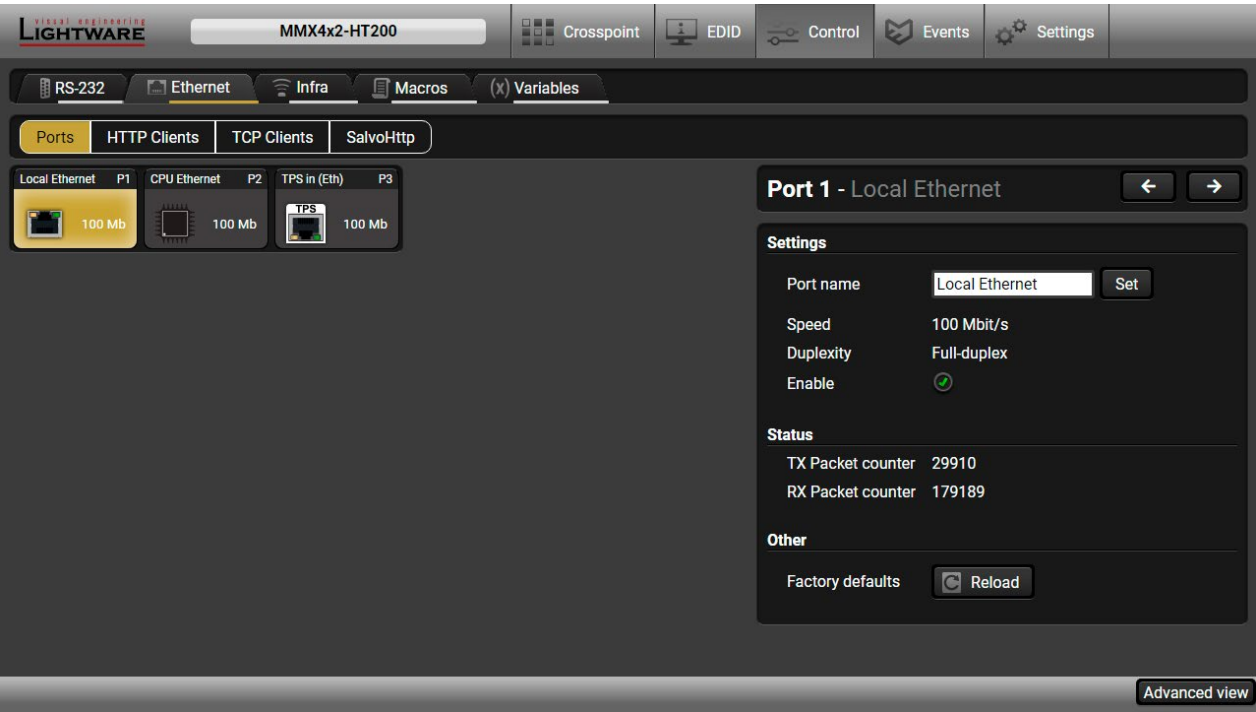 visual engineering
LIGHTWARE
MMX4x2-HT200
Crosspoint
EDID
Control
Events
Settings
RS-232
Ethernet
Infra
Macros
(x) Variables
Ports
HTTP Clients
TCP Clients
SalvoHttp
Local Ethernet P1
100 Mb
CPU Ethernet P2
100 Mb
TPS in (Eth) P3
TPS
100 Mb
Port 1 - Local Ethernet
Settings
Port name Local Ethernet Set
Speed 100 Mbit/s
Duplexity Full-duplex
Enable
Status
TX Packet counter 29910
RX Packet counter 179189
Other
Factory defaults Reload
Advanced view